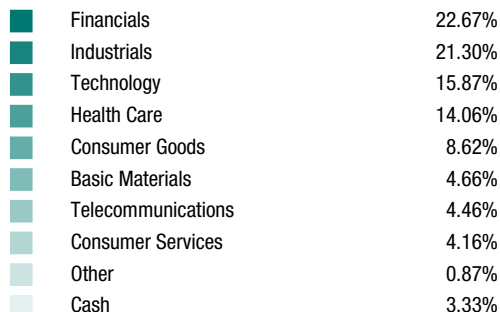 Financials 22.67%
Industrials 21.30%
Technology 15.87%
Health Care 14.06%
Consumer Goods 8.62%
Basic Materials 4.66%
Telecommunications 4.46%
Consumer Services 4.16%
Other 0.87%
Cash 3.33%